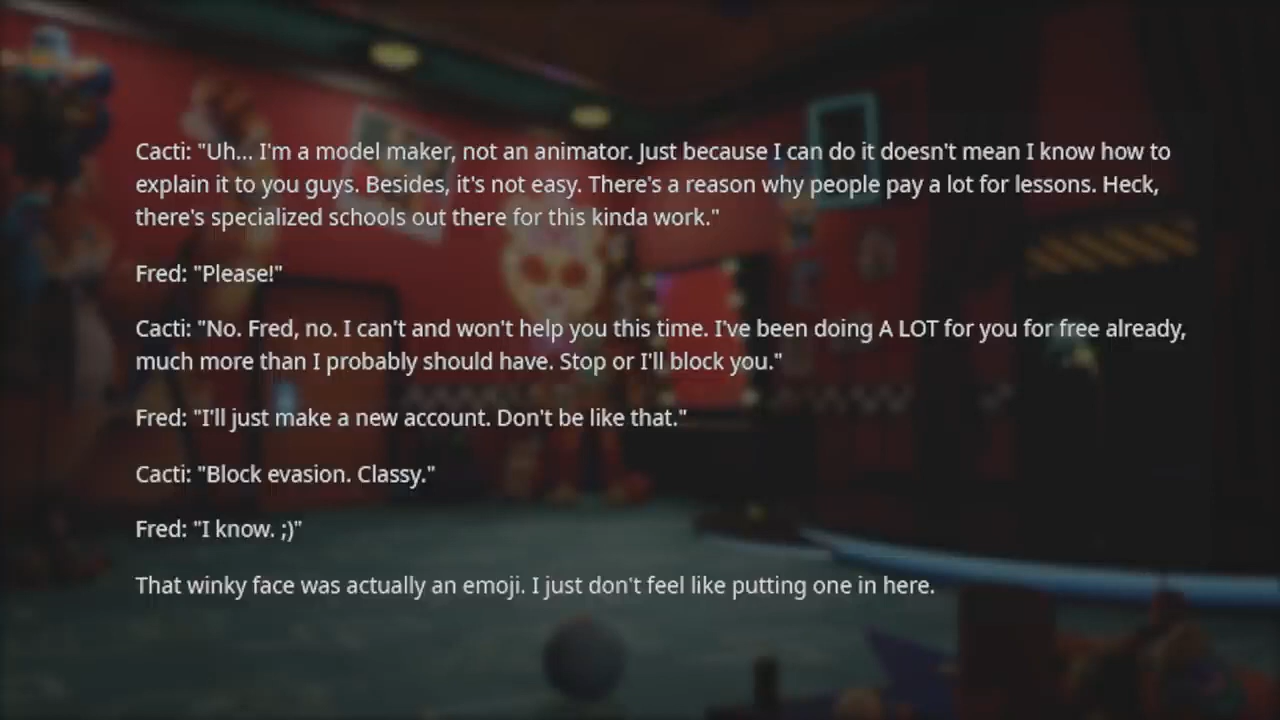 Cacti: "Uh... I'm a model maker, not an animator. Just because I can do it doesn't mean I know how to
explain it to you guys. Besides, it's not easy. There's a reason why people pay a lot for lessons. Heck,
there's specialized schools out there for this kinda work."
Fred: "Please!"
Cacti: "No. Fred, no. I can't and won't help you this time. I've been doing A LOT for you for free already,
much more than I probably should have. Stop or I'll block you."
Fred: "I'll just make a new account. Don't be like that."
Cacti: "Block evasion. Classy."
Fred: "I know. ;)"
That winky face was actually an emoji. I just don't feel like putting one in here.